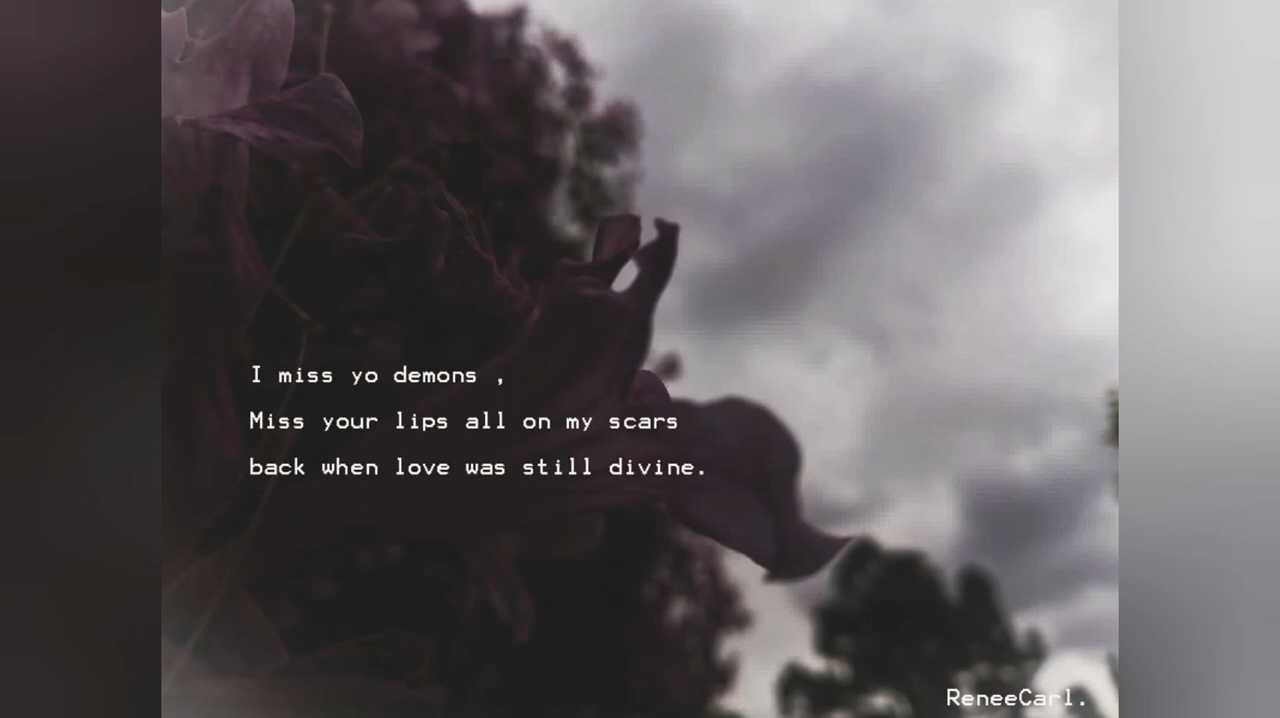 I miss yo demons ,
Miss your lips all on my scars
back when love was still divine.
ReneeCarl.